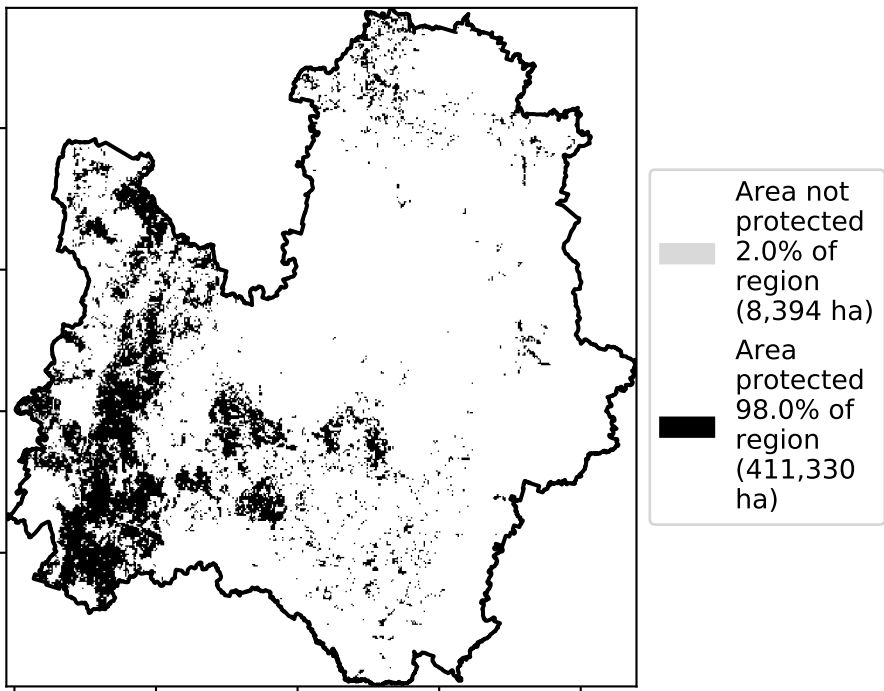 Area not
protected
2.0% of
region
(8,394 ha)
Area
protected
98.0% of
region
(411,330
ha)